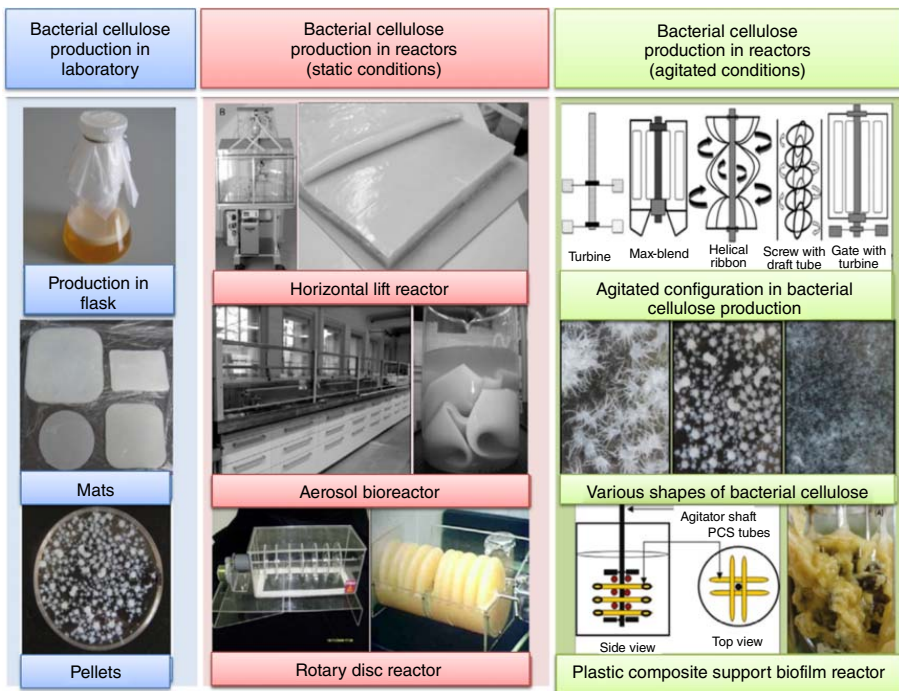 Bacterial cellulose
production in
laboratory
Production in
flask
Mats
Pellets
Bacterial cellulose
production in reactors
(static conditions)
B
Horizontal lift reactor
Aerosol bioreactor
Rotary disc reactor
Bacterial cellulose
production in reactors
(agitated conditions)
Turbine
Max-blend
Helical
ribbon
Screw with
draft tube
Gate with
turbine
Agitated configuration in bacterial
cellulose production
Various shapes of bacterial cellulose
Agitator shaft
PCS tubes
Side view
Top view
Plastic composite support biofilm reactor